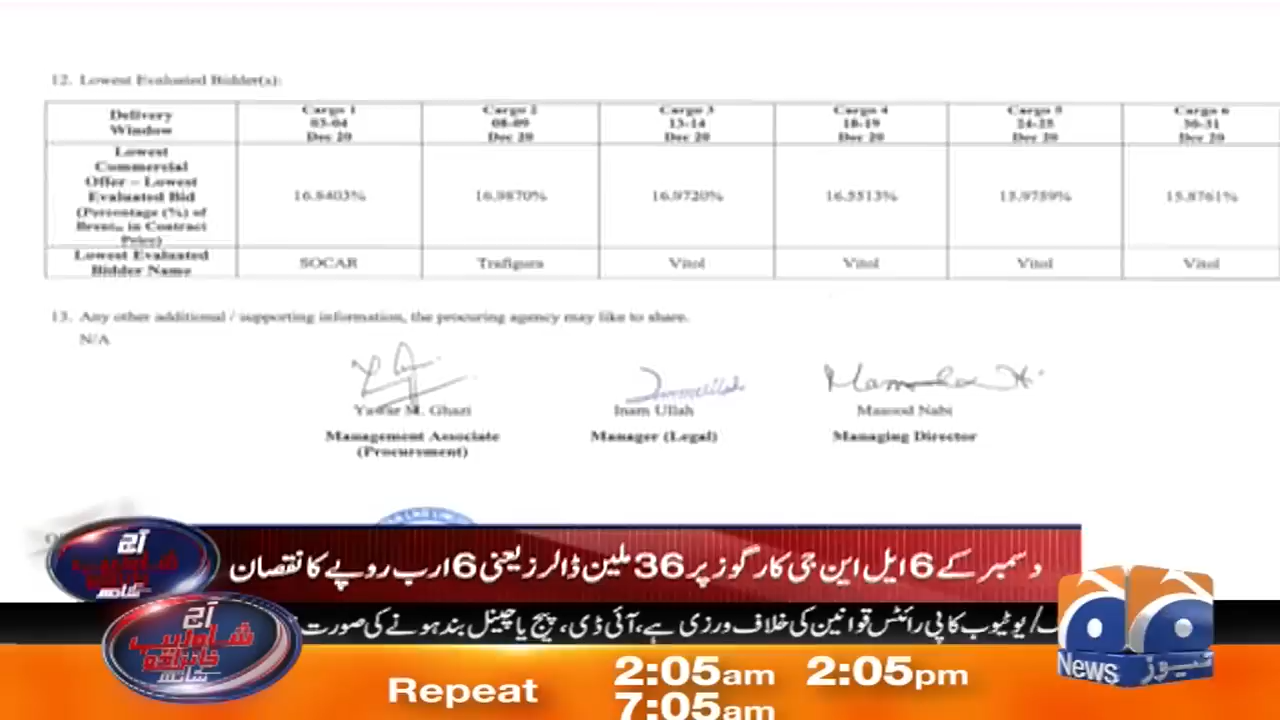 12. Lowest Evaluated Bidder(s):
Delivery Window
Cargo 1 03-04 Dec 20
Cargo 2 08-09 Dec 20
Cargo 3 13-14 Dec 20
Cargo 4 18-19 Dec 20
Cargo 5 24-25 Dec 20
Cargo 6 30-31 Dec 20
Lowest
Commercial
Offer – Lowest
Evaluated Bid
(Percentage (%) of
in Contract
Price)
16.8403% 16.9870% 16.9720% 16.5513% 15.9759% 15.8761%
Lowest Evaluated
Bidder Name
SOCAR Trafigura Vitol Vitol Vitol Vitol
13. Any other additional / supporting information, the procuring agency may like to share.
N/A
Yawar M. Ghazi Inam Ullah Masood Nabi
Management Associate Manager (Legal) Managing Director
(Procurement)
دسمبر کے 6 ایل این جی کارگوز پر 36 ملین ڈالرز یعنی 6 ارب روپے کا نقصان
/ یوٹیوب کاپی رائٹس قوانین کی خلاف ورزی ہے، آئی ڈی، پیج یا چینل بند ہونے کی صورت
آج
شاہزیب
خانزادہ
کے ساتھ
Repeat 2:05am 2:05pm
7:05am
News نیوز